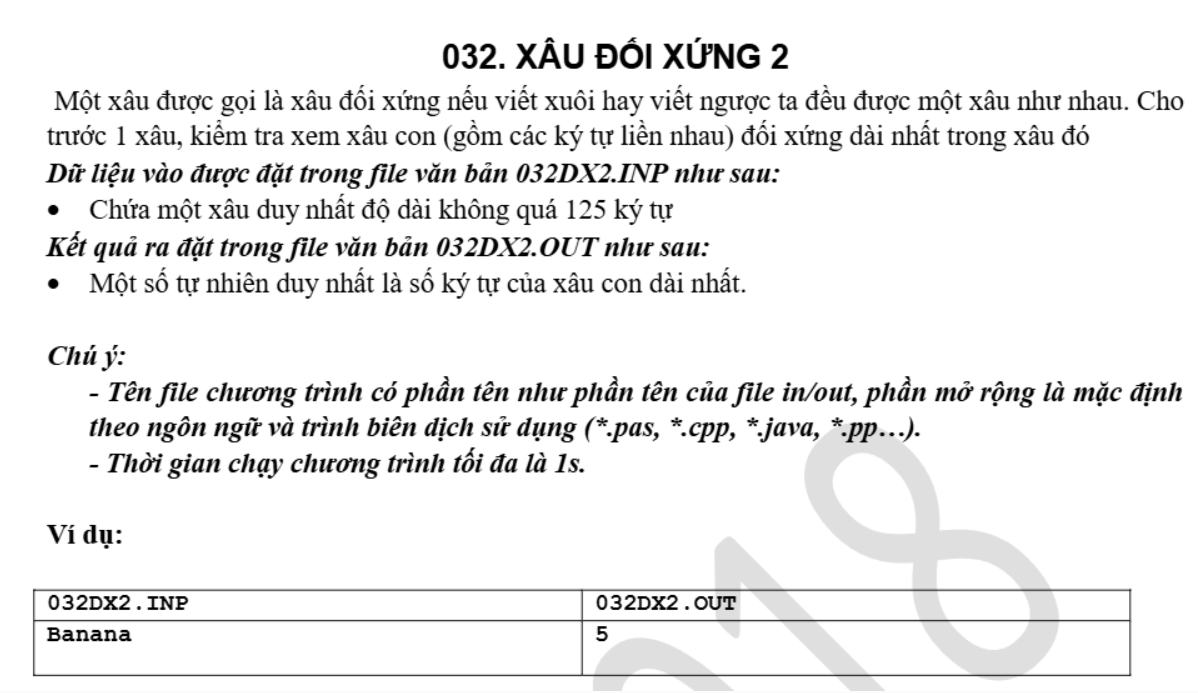 032. XÂU ĐỐI XỨNG 2
Một xâu được gọi là xâu đối xứng nếu viết xuôi hay viết ngược ta đều được một xâu như nhau. Cho
trước 1 xâu, kiểm tra xem xâu con (gồm các ký tự liền nhau) đối xứng dài nhất trong xâu đó
Dữ liệu vào được đặt trong file văn bản 032DX2.INP như sau:
• Chứa một xâu duy nhất độ dài không quá 125 ký tự
Kết quả ra đặt trong file văn bản 032DX2.OUT như sau:
• Một số tự nhiên duy nhất là số ký tự của xâu con dài nhất.
Chú ý:
- Tên file chương trình có phần tên như phần tên của file in/out, phần mở rộng là mặc định
theo ngôn ngữ và trình biên dịch sử dụng (*.pas, *.cpp, *.java, *.pp…).
- Thời gian chạy chương trình tối đa là 1s.
Ví dụ:
032DX2.INP 032DX2.OUT
Banana 5